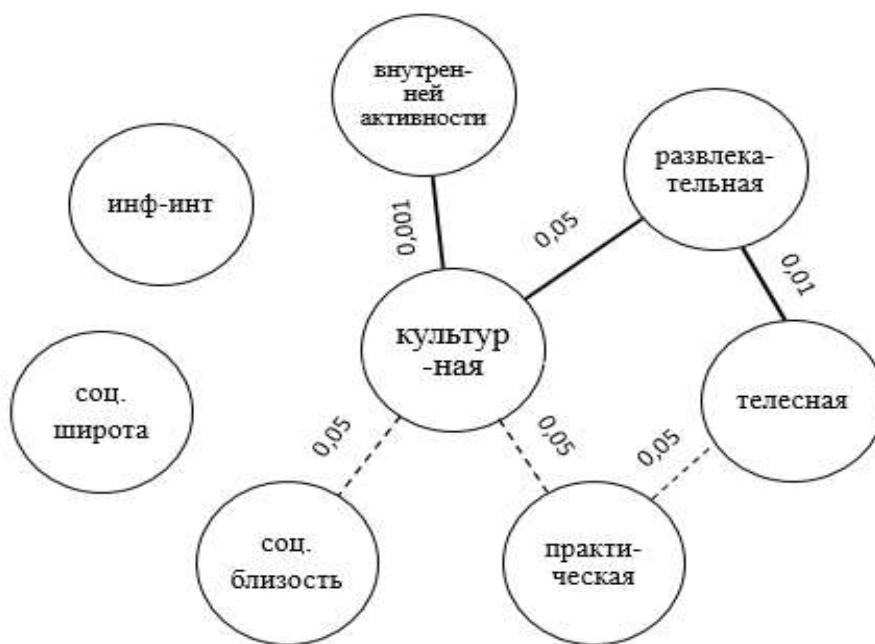 внутрен-
ней
активности
развлека-
тельная
инф-инт
0,001
0,05
0,01
культур
-ная
соц.
широта
телесная
0,05
0,05
0,05
соц.
близость
практи-
ческая